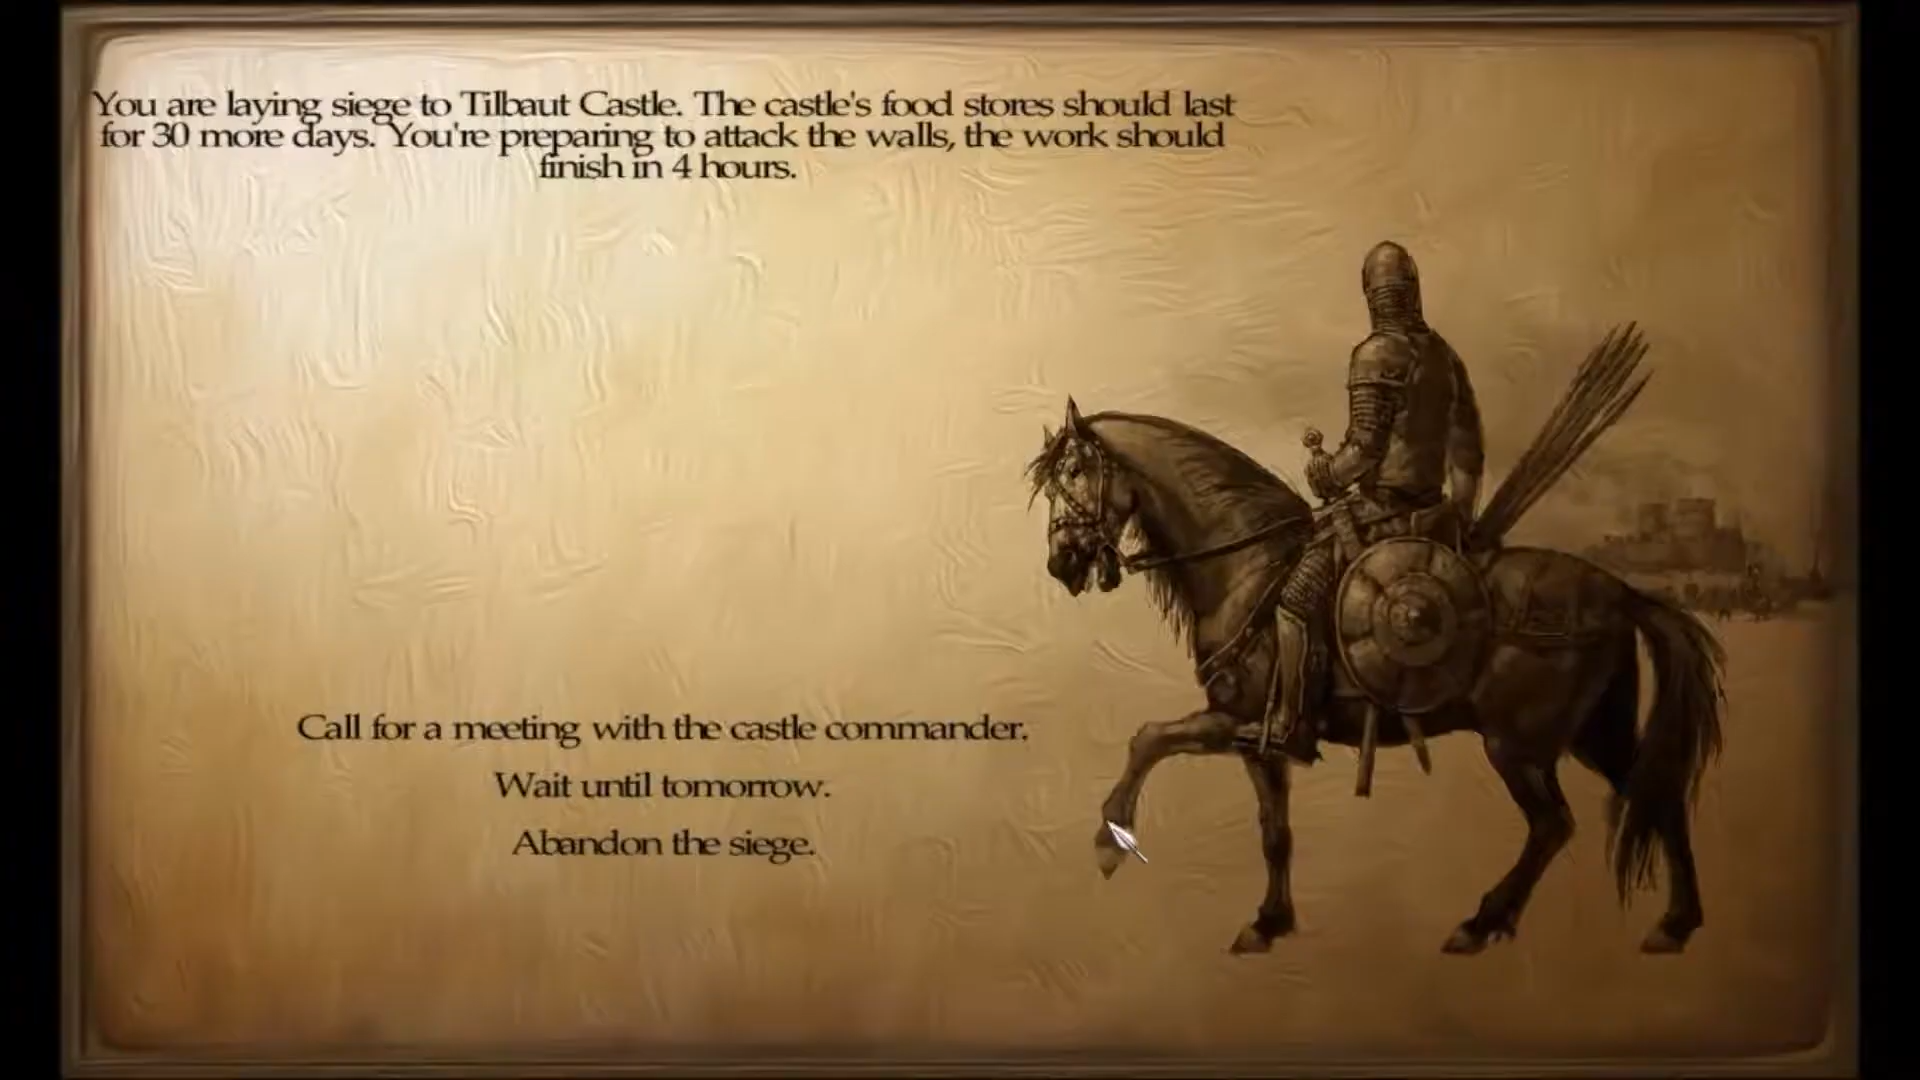 You are laying siege to Tilbaut Castle. The castle's food stores should last
for 30 more days. You're preparing to attack the walls, the work should
finish in 4 hours.
Call for a meeting with the castle commander.
Wait until tomorrow.
Abandon the siege.